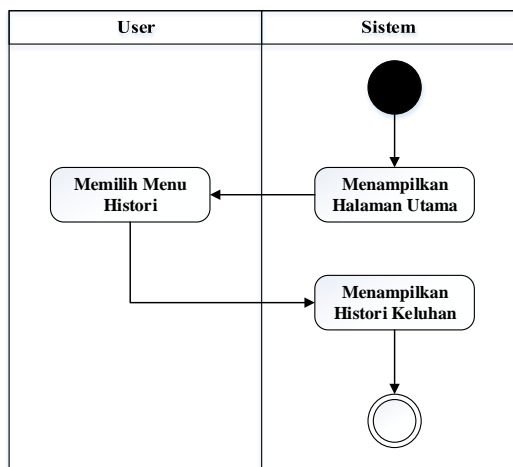 User
Sistem
Menampilkan
Halaman Utama
Memilih Menu
Histori
Menampilkan
Histori Keluhan